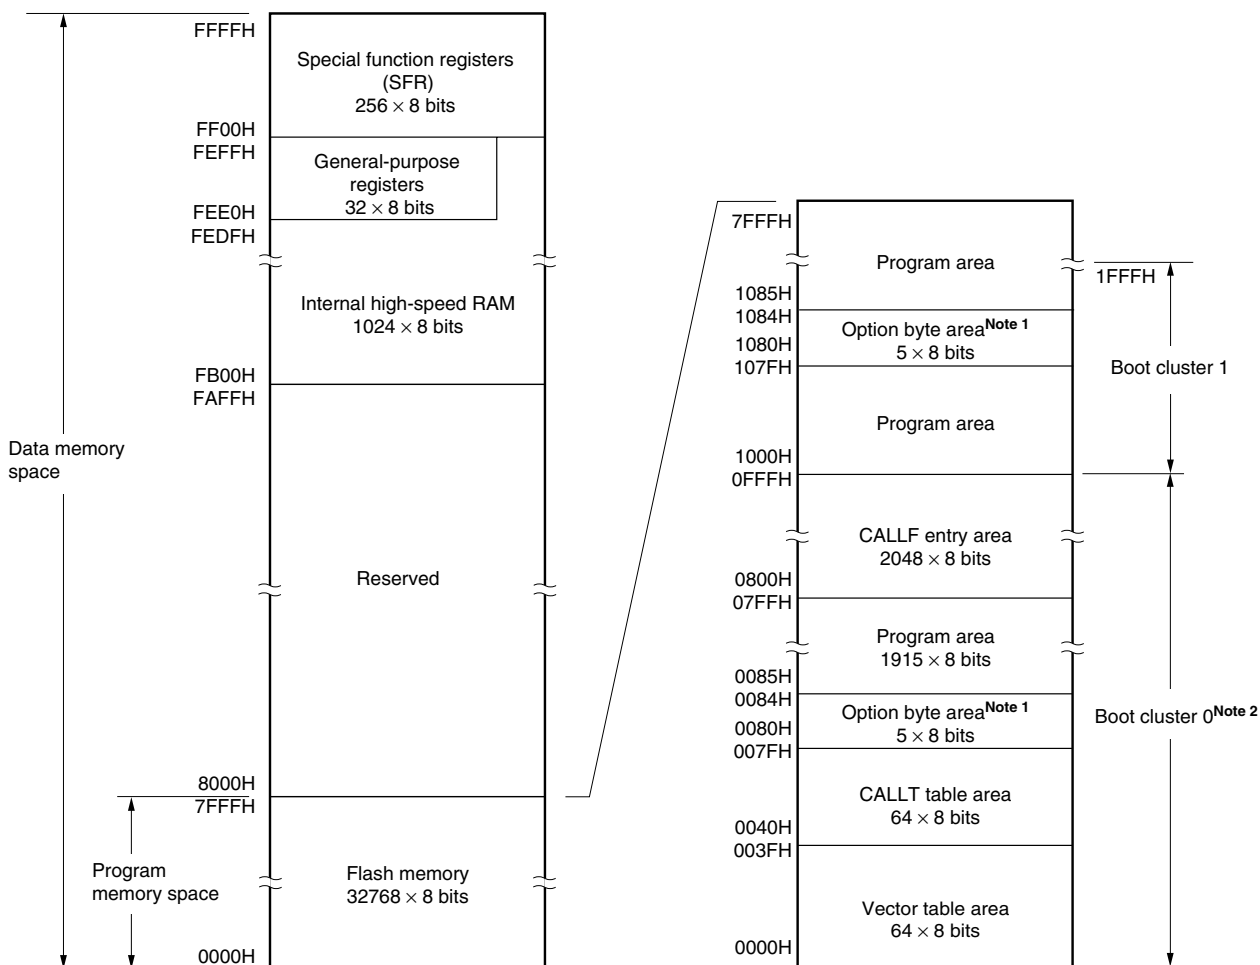 FFFFH
Special function registers
(SFR)
256 × 8 bits
FF00H
FEFFH
General-purpose
registers
32 × 8 bits
FEE0H
FEDFH
Internal high-speed RAM
1024 × 8 bits
FB00H
FAFFH
Data memory
space
Reserved
8000H
7FFFH
Program
memory space
Flash memory
32768 × 8 bits
0000H
7FFFH
Program area
1FFFH
1085H
1084H
Option byte areaNote 1
5 × 8 bits
1080H
107FH
Boot cluster 1
Program area
1000H
0FFFH
CALLF entry area
2048 × 8 bits
0800H
07FFH
Program area
1915 × 8 bits
0085H
0084H
Option byte areaNote 1
5 × 8 bits
Boot cluster 0Note 2
0080H
007FH
CALLT table area
64 × 8 bits
0040H
003FH
Vector table area
64 × 8 bits
0000H